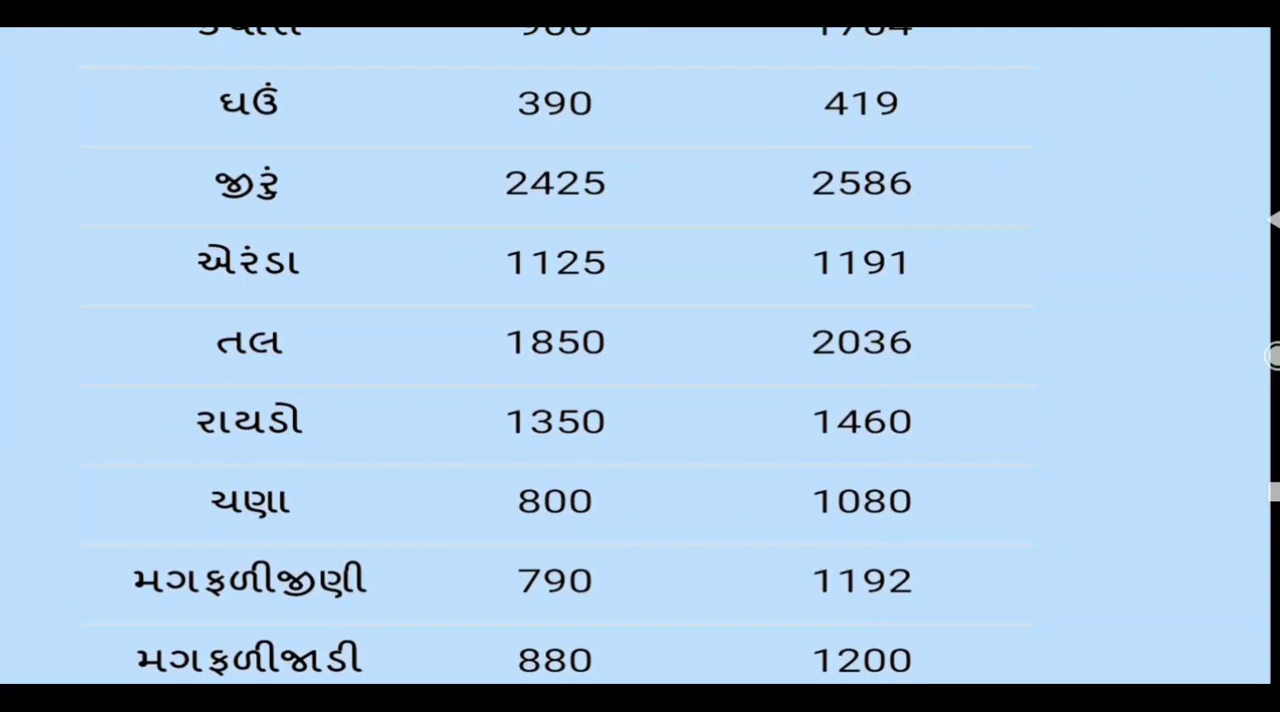 ઘઉં 390 419
જીરું 2425 2586
એરંડા 1125 1191
તલ 1850 2036
રાયડો 1350 1460
ચણા 800 1080
મગફળીજીણી 790 1192
મગફળીજાડી 880 1200